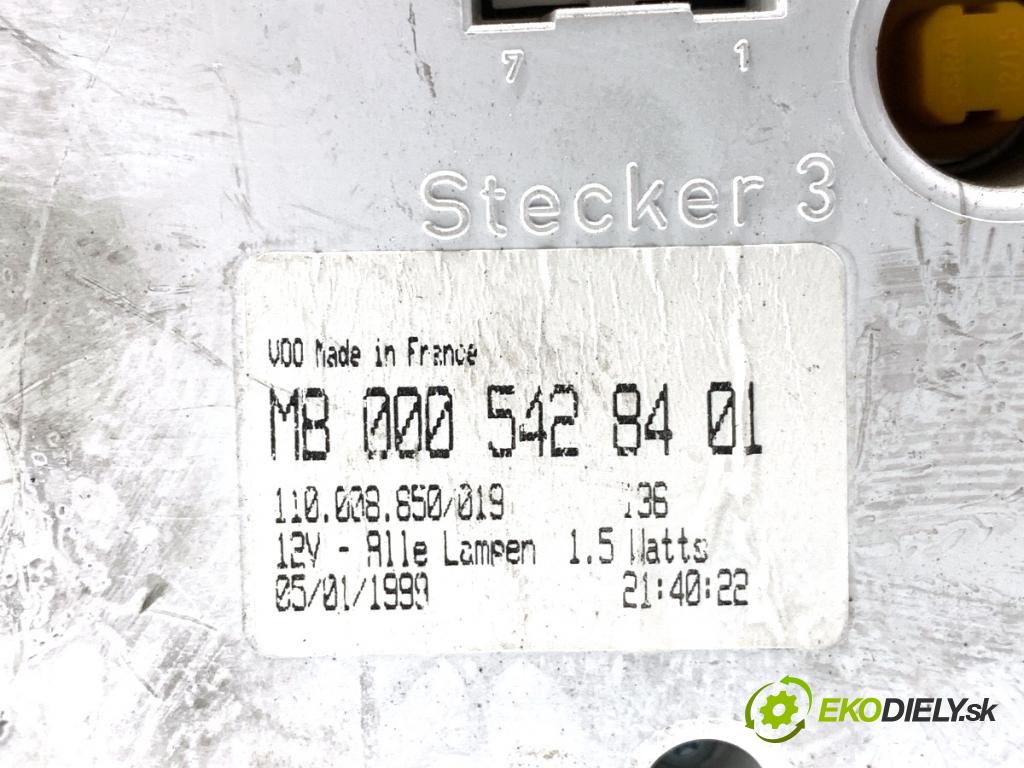 7 1
Stecker 3
VDO Made in France
MB 000 542 84 01
110.008.850/019 136
12V - Alle Lampen 1.5 Watts
05/01/1999 21:40:22
EKODIELY.sk